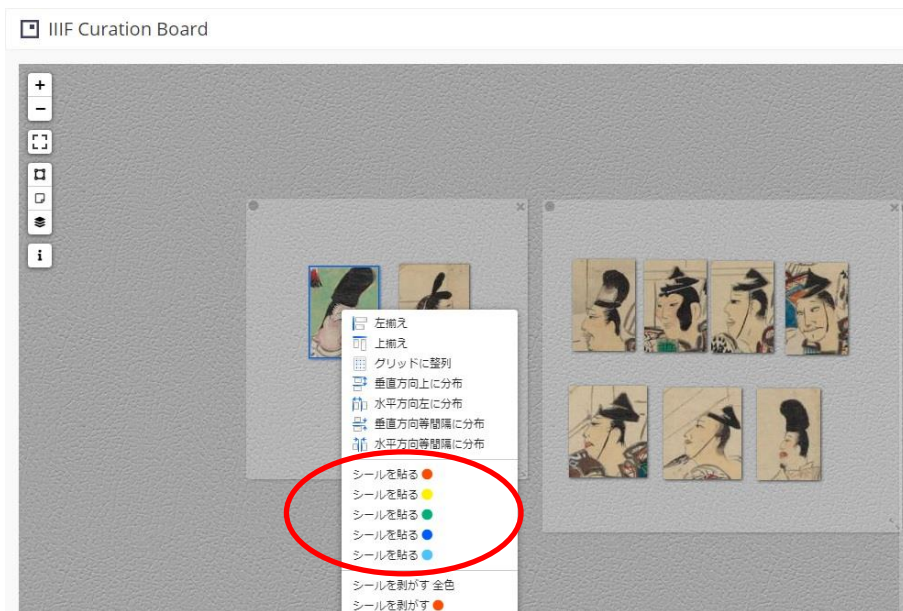 IIIF Curation Board
+
−
i
左揃え
上揃え
グリッドに整列
垂直方向上に分布
水平方向左に分布
垂直方向等間隔に分布
水平方向等間隔に分布
シールを貼る
シールを貼る
シールを貼る
シールを貼る
シールを貼る
シールを剥がす 全色
シールを剥がす